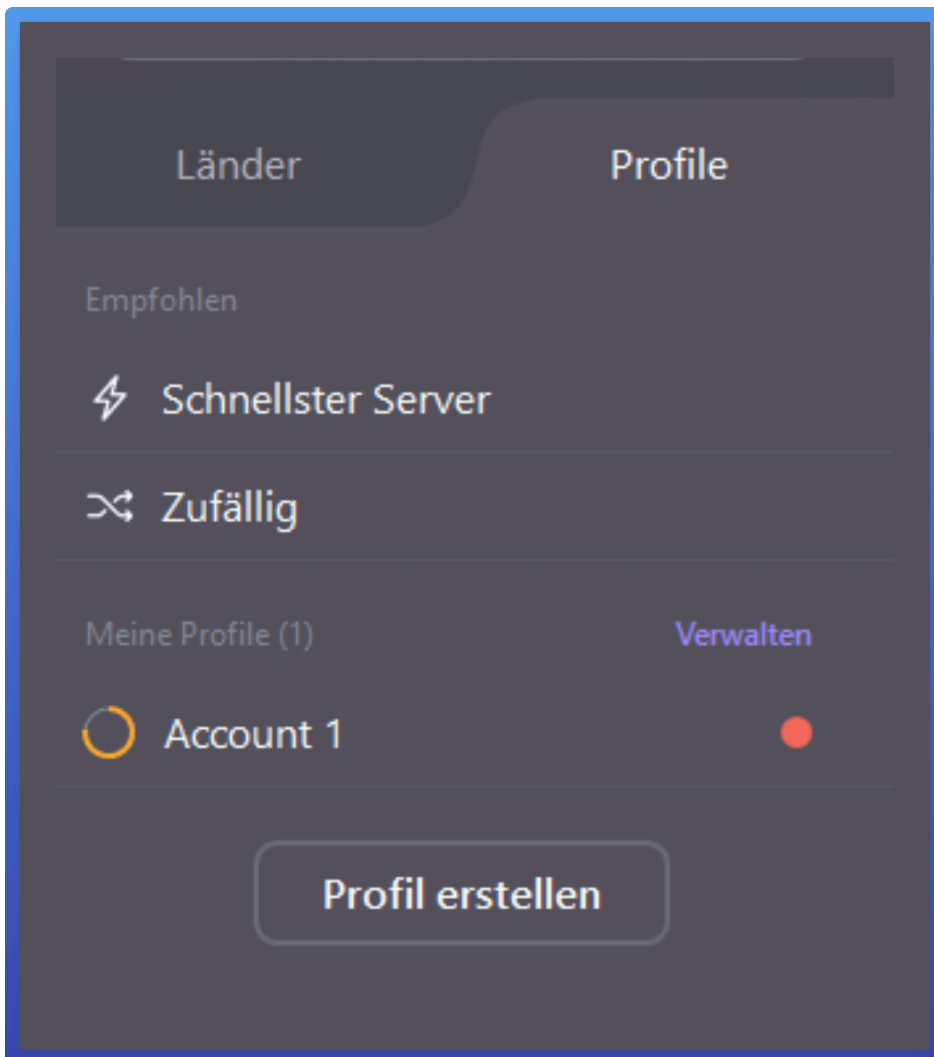 Länder
Profile
Empfohlen
Schnellster Server
Zufällig
Meine Profile (1)
Verwalten
Account 1
Profil erstellen